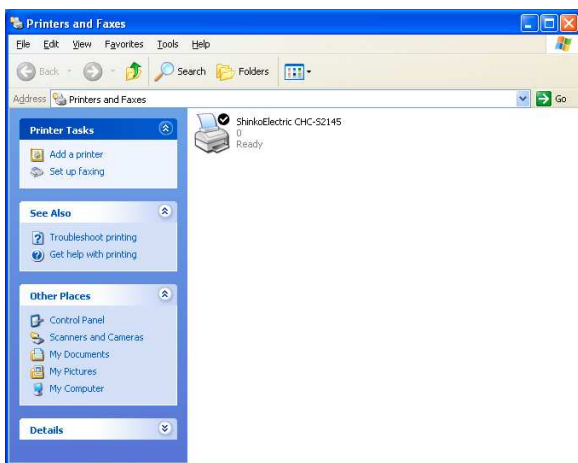 Printers and Faxes
File Edit View Favorites Tools Help
Back Search Folders
Address Printers and Faxes Go
Printer Tasks
Add a printer
Set up faxing
See Also
Troubleshoot printing
Get help with printing
Other Places
Control Panel
Scanners and Cameras
My Documents
My Pictures
My Computer
Details
ShinkoElectric CHC-S2145
0
Ready